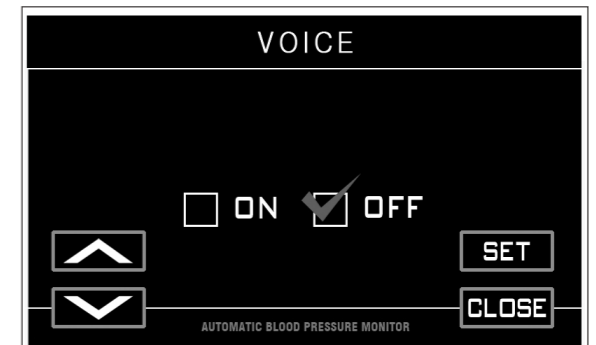 VOICE
ON OFF
SET
CLOSE
AUTOMATIC BLOOD PRESSURE MONITOR